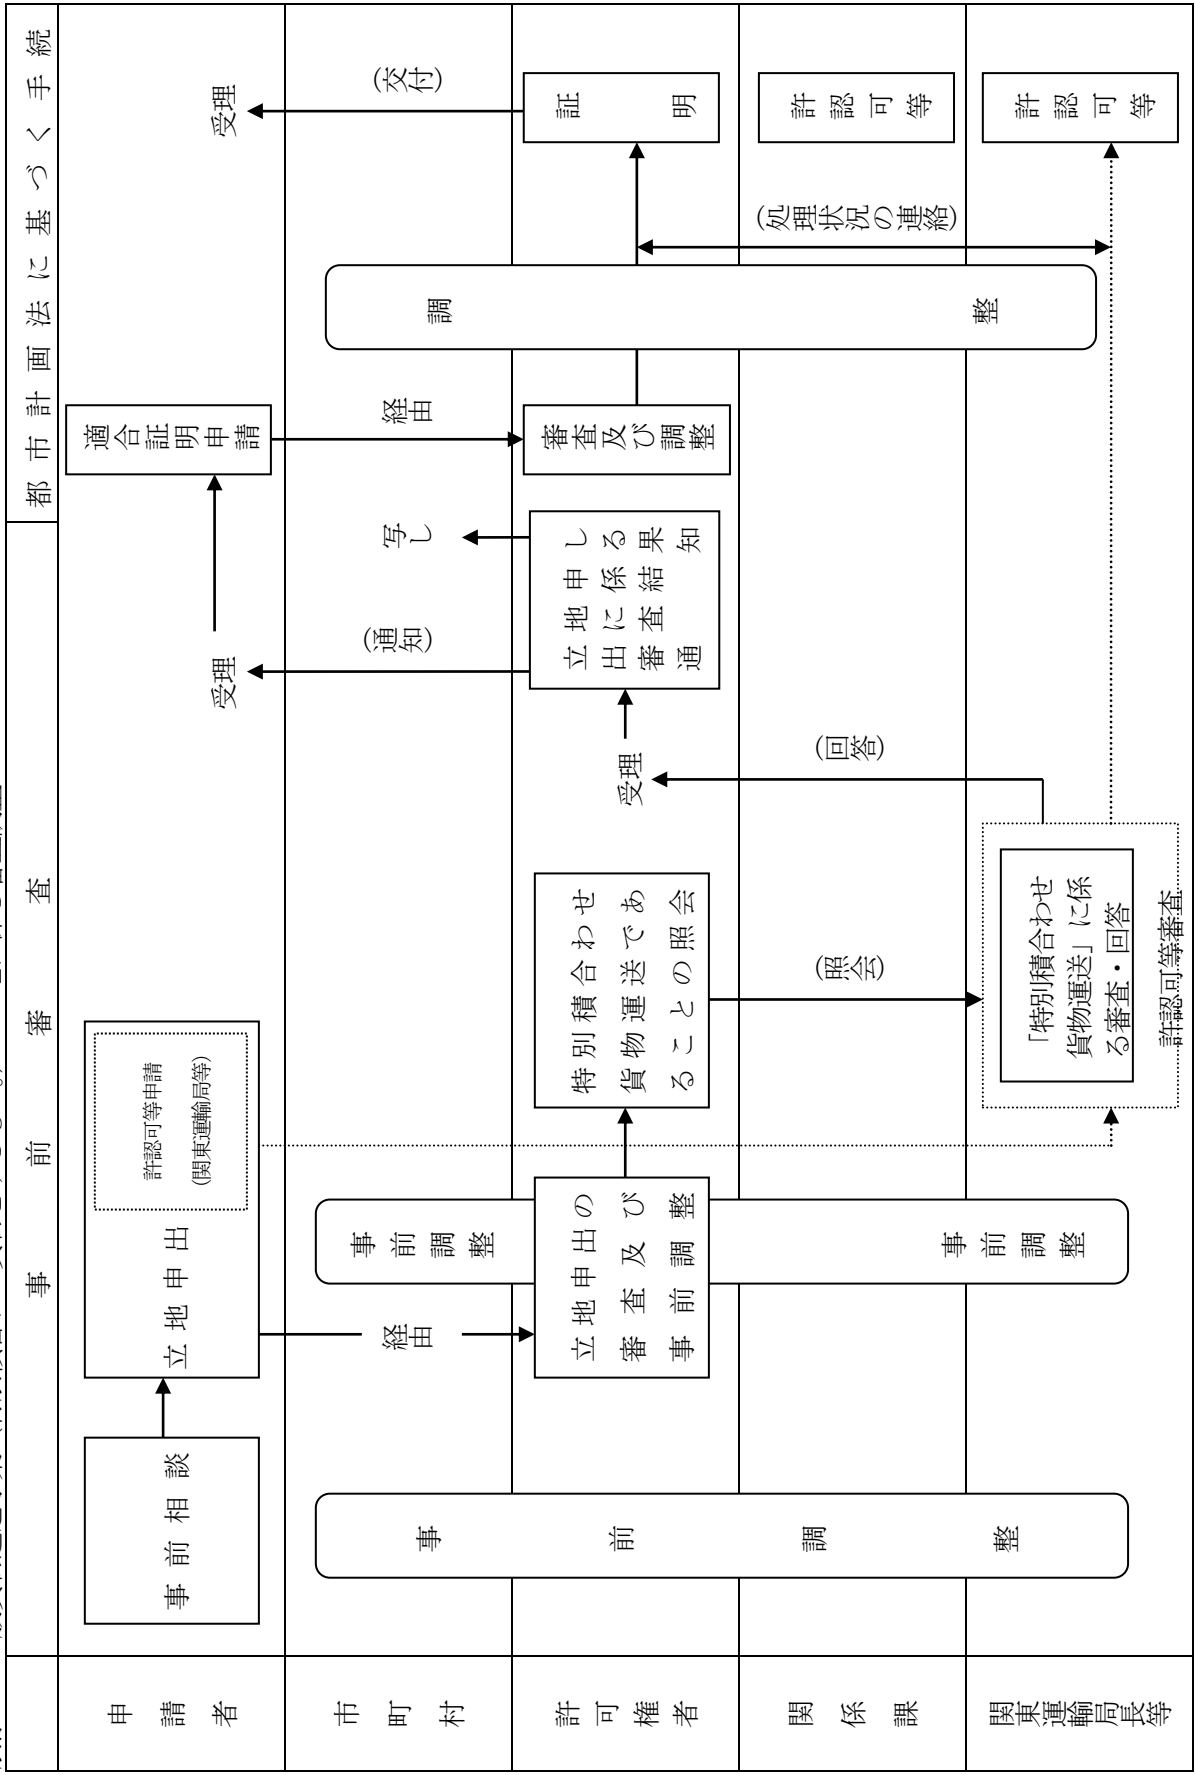 事前審査
都市計画法に基づく手続
申請者
事前相談
立地申出
許認可等申請
(関東運輸局等)
受理
適合証明申請
受理
市町村
経由
(通知)
写し
経由
(交付)
事前調整
事前調整
調整
許可権者
立地申出の
審査及び
事前調整
特別積合わせ
貨物運送であ
ることの照会
受理
立地申し
出に係る
審査結果
通知
審査及び調整
証明
関係課
事前調整
(照会)
(回答)
(処理状況の連絡)
許認可等
関東運輸局長等
「特別積合わせ
貨物運送」に係
る審査・回答
許認可等審査
許認可等